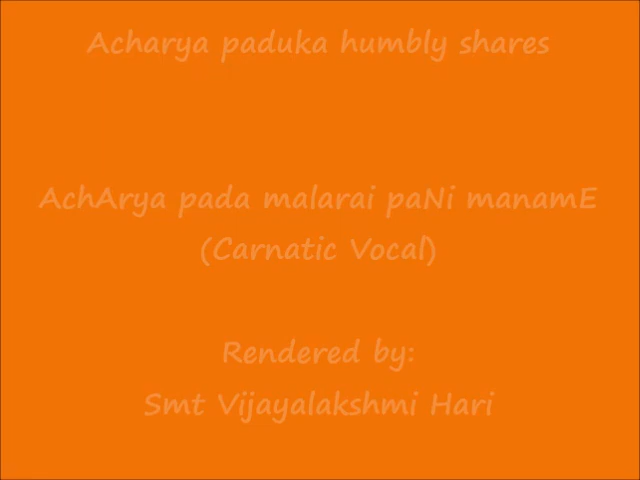 Acharya paduka humbly shares
AchArya pada malarai paNi manamE
(Carnatic Vocal)
Rendered by:
Smt Vijayalakshmi Hari